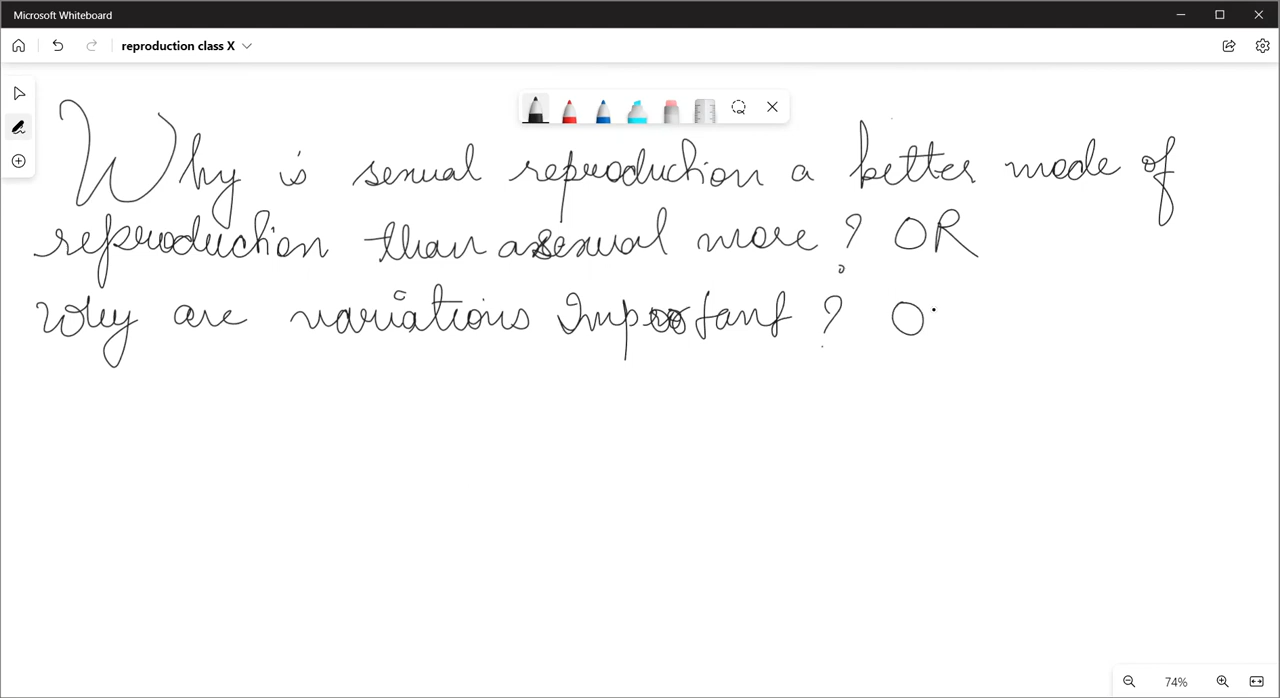 Microsoft Whiteboard
reproduction class X
Why is sexual reproduction a better mode of
reproduction than asexual more? OR
Why are variations Important? O
74%